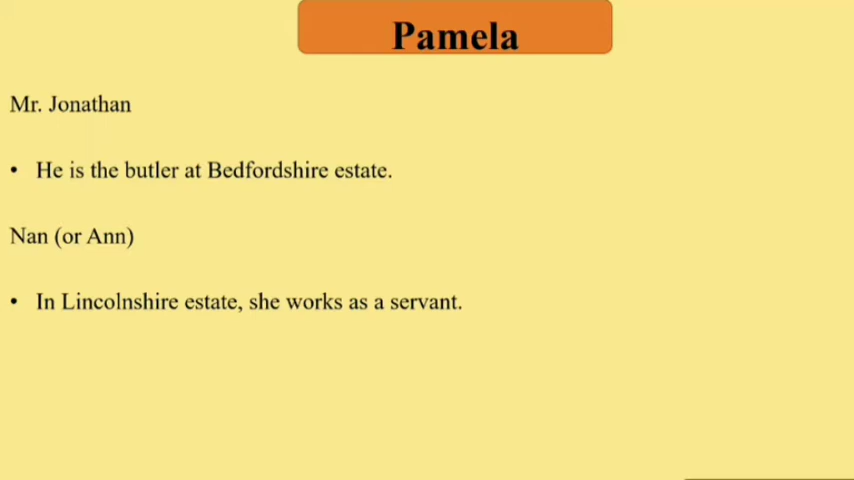 Pamela
Mr. Jonathan
• He is the butler at Bedfordshire estate.
Nan (or Ann)
• In Lincolnshire estate, she works as a servant.